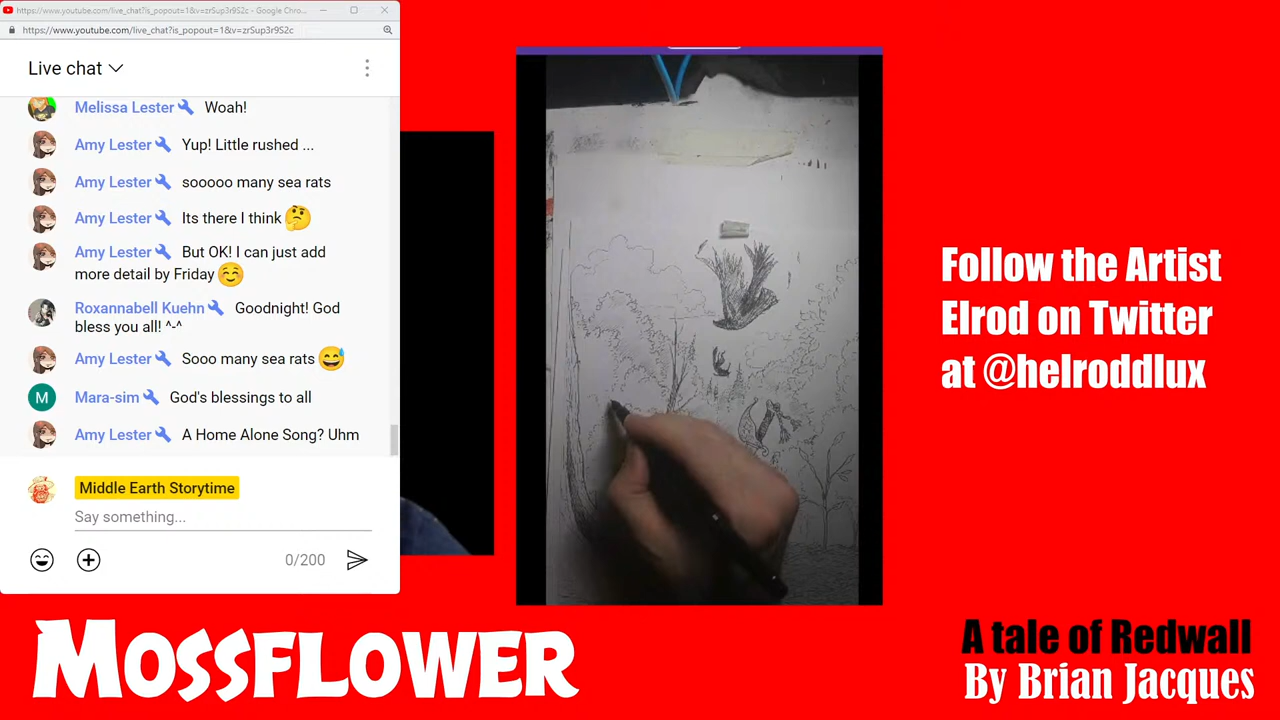 https://www.youtube.com/live_chat?is_popout=1&v=zrSup3r9S2c - Google Chro...
https://www.youtube.com/live_chat?is_popout=1&v=zrSup3r9S2c
Live chat
Melissa Lester Woah!
Amy Lester Yup! Little rushed ...
Amy Lester sooooo many sea rats
Amy Lester Its there I think 🤔
Amy Lester But OK! I can just add
more detail by Friday ☺️
Roxannabell Kuehn Goodnight! God
bless you all! ^-^
Amy Lester Sooo many sea rats 😅
M Mara-sim God's blessings to all
Amy Lester A Home Alone Song? Uhm
Middle Earth Storytime
Say something...
0/200
Follow the Artist
Elrod on Twitter
at @helroddlux
MOSSFLOWER
A tale of Redwall
By Brian Jacques